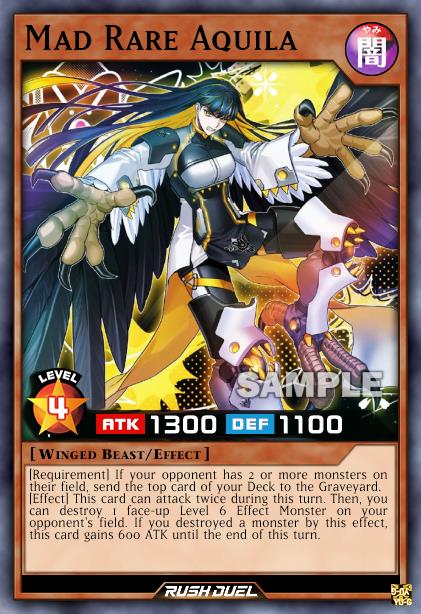 Mad Rare Aquila
やみ
闇
SAMPLE
LEVEL
4
ATK 1300 DEF 1100
[Winged Beast/Effect]
[Requirement] If your opponent has 2 or more monsters on
their field, send the top card of your Deck to the Graveyard.
[Effect] This card can attack twice during this turn. Then, you
can destroy 1 face-up Level 6 Effect Monster on your
opponent's field. If you destroyed a monster by this effect,
this card gains 600 ATK until the end of this turn.
RUSH DUEL